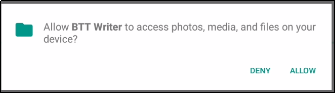 Allow BTT Writer to access photos, media, and files on your
device?
DENY ALLOW